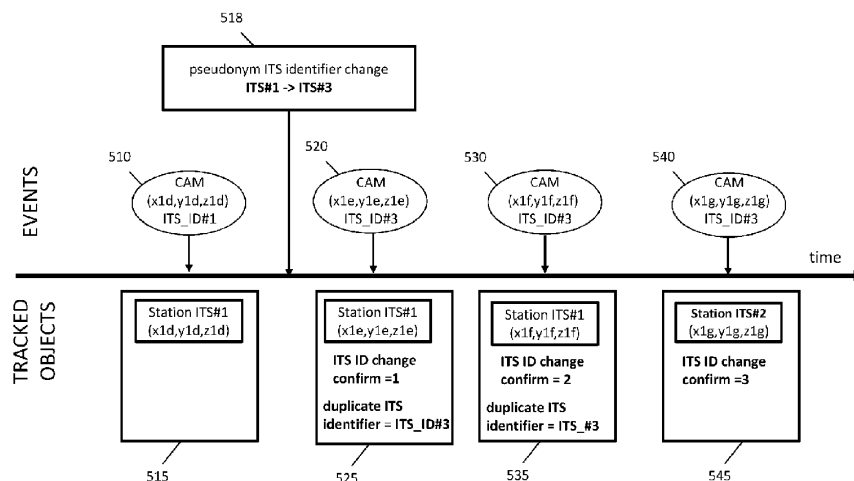 518
pseudonym ITS identifier change
ITS#1 -> ITS#3
EVENTS
510
CAM
(x1d,y1d,z1d)
ITS_ID#1
520
CAM
(x1e,y1e,z1e)
ITS_ID#3
530
CAM
(x1f,y1f,z1f)
ITS_ID#3
540
CAM
(x1g,y1g,z1g)
ITS_ID#3
time
TRACKED
OBJECTS
Station ITS#1
(x1d,y1d,z1d)
515
Station ITS#1
(x1e,y1e,z1e)
ITS ID change
confirm =1
duplicate ITS
identifier = ITS_ID#3
525
Station ITS#1
(x1f,y1f,z1f)
ITS ID change
confirm = 2
duplicate ITS
identifier = ITS_#3
535
Station ITS#2
(x1g,y1g,z1g)
ITS ID change
confirm =3
545